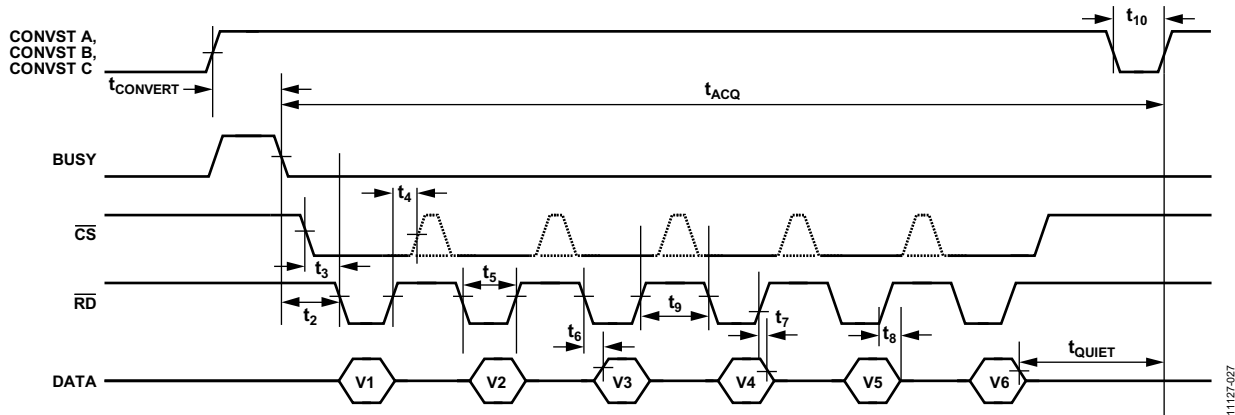 CONVST A,
CONVST B,
CONVST C
t10
tCONVERT
tACQ
BUSY
t4
CS
t3
t5
RD
t2
t9
t7
t6
t8
tQUIET
DATA
V1
V2
V3
V4
V5
V6
11127-027